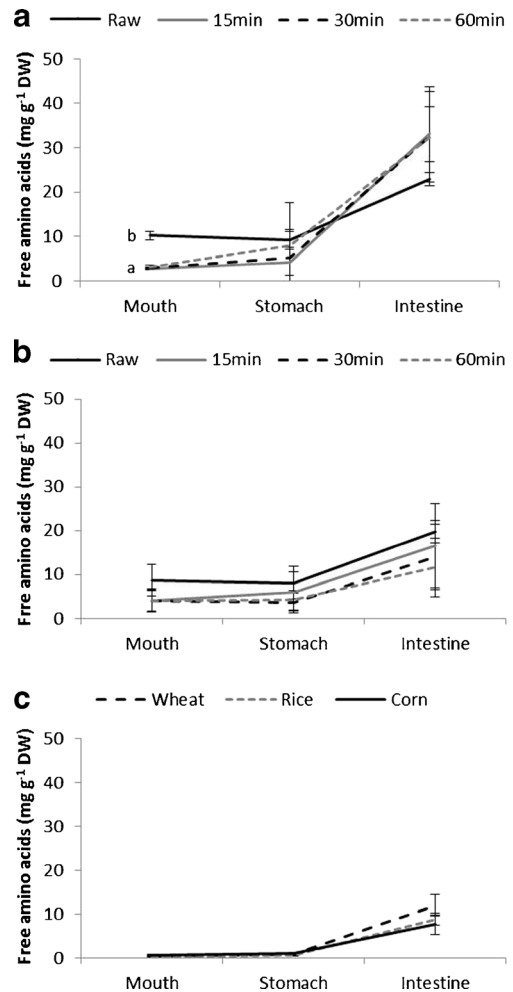 a
Raw 15min 30min 60min
Free amino acids (mg g-1 DW)
50
40
30
20
10
0
b
a
Mouth Stomach Intestine
b
Raw 15min 30min 60min
Free amino acids (mg g-1 DW)
50
40
30
20
10
0
Mouth Stomach Intestine
c
Wheat Rice Corn
Free amino acids (mg g-1 DW)
50
40
30
20
10
0
Mouth Stomach Intestine